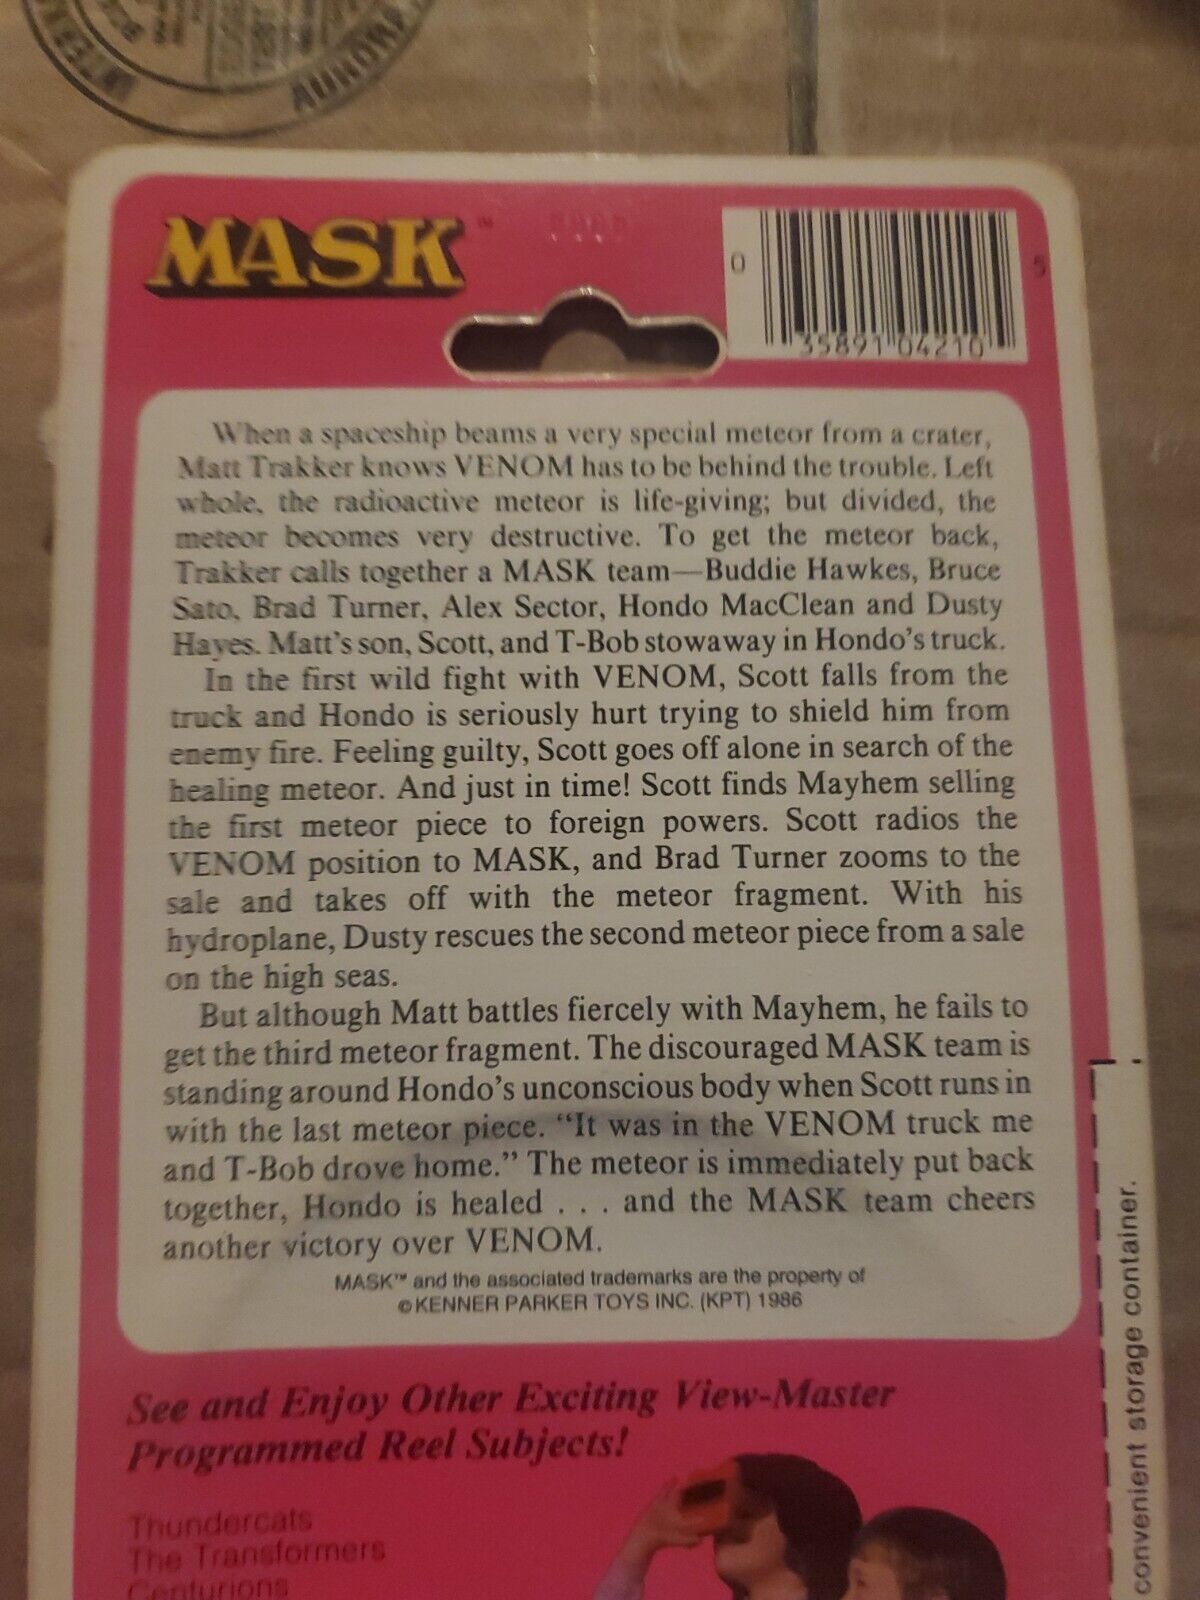 INTER
AURORA
MASK™
0
35891 04210
5
When a spaceship beams a very special meteor from a crater,
Matt Trakker knows VENOM has to be behind the trouble. Left
whole, the radioactive meteor is life-giving; but divided, the
meteor becomes very destructive. To get the meteor back,
Trakker calls together a MASK team—Buddie Hawkes, Bruce
Sato, Brad Turner, Alex Sector, Hondo MacClean and Dusty
Hayes. Matt's son, Scott, and T-Bob stowaway in Hondo's truck.
In the first wild fight with VENOM, Scott falls from the
truck and Hondo is seriously hurt trying to shield him from
enemy fire. Feeling guilty, Scott goes off alone in search of the
healing meteor. And just in time! Scott finds Mayhem selling
the first meteor piece to foreign powers. Scott radios the
VENOM position to MASK, and Brad Turner zooms to the
sale and takes off with the meteor fragment. With his
hydroplane, Dusty rescues the second meteor piece from a sale
on the high seas.
But although Matt battles fiercely with Mayhem, he fails to
get the third meteor fragment. The discouraged MASK team is
standing around Hondo's unconscious body when Scott runs in
with the last meteor piece. "It was in the VENOM truck me
and T-Bob drove home." The meteor is immediately put back
together, Hondo is healed . . . and the MASK team cheers
another victory over VENOM.
MASK™ and the associated trademarks are the property of
©KENNER PARKER TOYS INC. (KPT) 1986
See and Enjoy Other Exciting View-Master
Programmed Reel Subjects!
Thundercats
The Transformers
Centurions
convenient storage container.